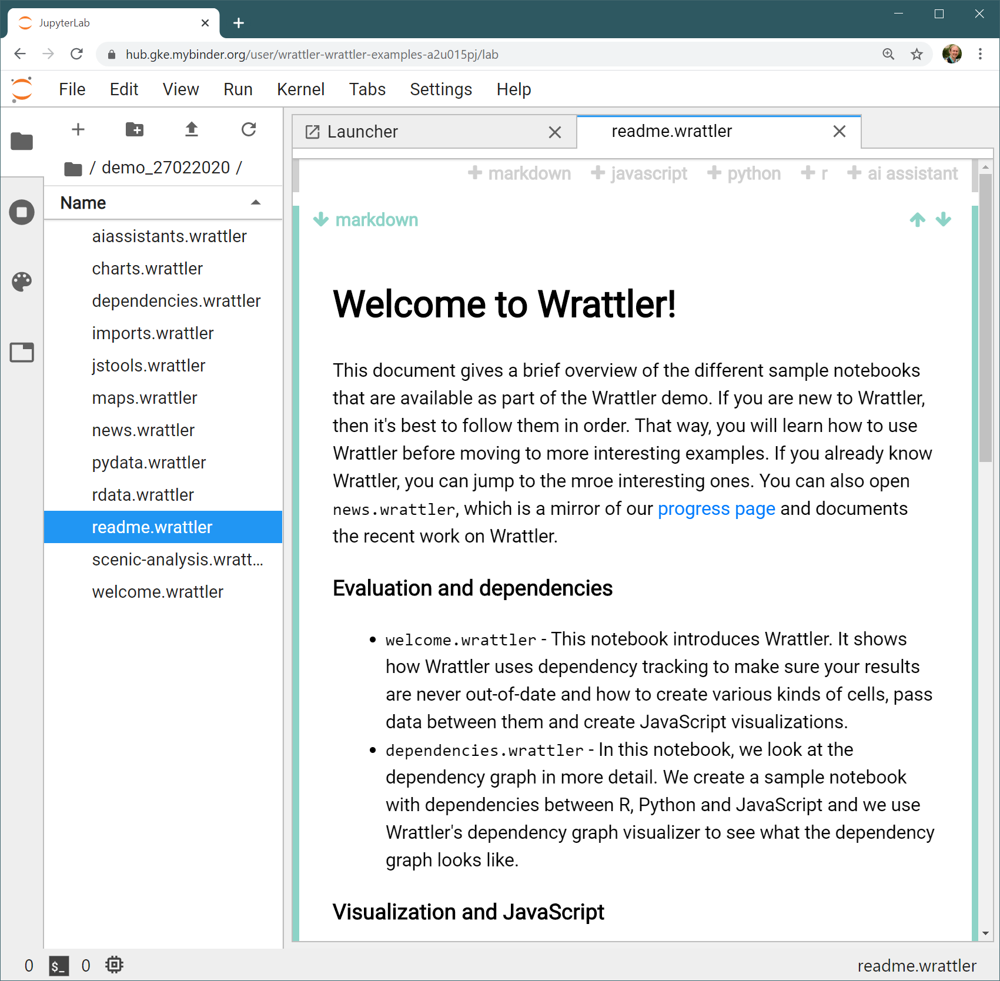 JupyterLab
hub.gke.mybinder.org/user/wrattler-wrattler-examples-a2u015pj/lab
File Edit View Run Kernel Tabs Settings Help
/ demo_27022020 /
Name
aiassistants.wrattler
charts.wrattler
dependencies.wrattler
imports.wrattler
jstools.wrattler
maps.wrattler
news.wrattler
pydata.wrattler
rdata.wrattler
readme.wrattler
scenic-analysis.wratt...
welcome.wrattler
Launcher
readme.wrattler
markdown javascript python r ai assistant
markdown
Welcome to Wrattler!
This document gives a brief overview of the different sample notebooks
that are available as part of the Wrattler demo. If you are new to Wrattler,
then it's best to follow them in order. That way, you will learn how to use
Wrattler before moving to more interesting examples. If you already know
Wrattler, you can jump to the mroe interesting ones. You can also open
news.wrattler, which is a mirror of our progress page and documents
the recent work on Wrattler.
Evaluation and dependencies
• welcome.wrattler - This notebook introduces Wrattler. It shows
how Wrattler uses dependency tracking to make sure your results
are never out-of-date and how to create various kinds of cells, pass
data between them and create JavaScript visualizations.
• dependencies.wrattler - In this notebook, we look at the
dependency graph in more detail. We create a sample notebook
with dependencies between R, Python and JavaScript and we use
Wrattler's dependency graph visualizer to see what the dependency
graph looks like.
Visualization and JavaScript
0 $_ 0
readme.wrattler